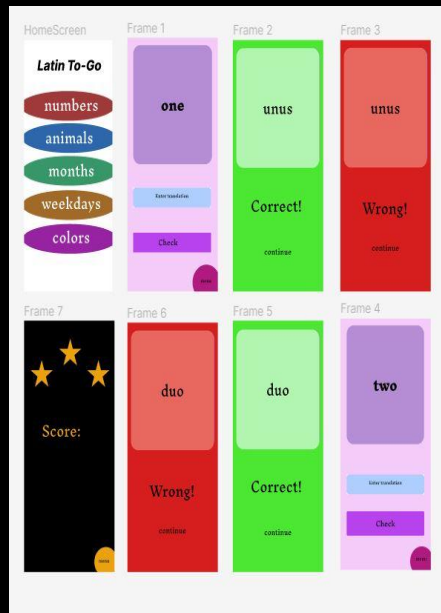 HomeScreen
Latin To-Go
numbers
animals
months
weekdays
colors
Frame 1
one
Enter translation
Check
Frame 2
unus
Correct!
continue
Frame 3
unus
Wrong!
continue
Frame 7
Score:
Frame 6
duo
Wrong!
continue
Frame 5
duo
Correct!
continue
Frame 4
two
Enter translation
Check